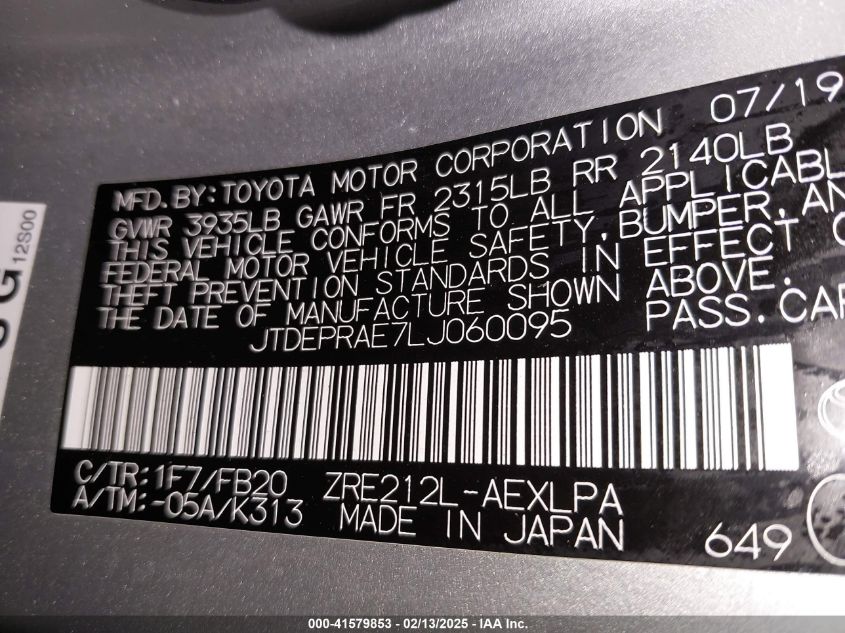 MFD.BY:TOYOTA MOTOR CORPORATION 07/19
GVWR 3935LB GAWR FR 2315LB RR 2140LB
THIS VEHICLE CONFORMS TO ALL APPLICABL
FEDERAL MOTOR VEHICLE SAFETY,BUMPER,AN
THEFT PREVENTION STANDARDS IN EFFECT O
THE DATE OF MANUFACTURE SHOWN ABOVE.
JTDEPRAE7LJ060095 PASS.CAR
C/TR:1F7/FB20 ZRE212L-AEXLPA
A/TM:-05A/K313 MADE IN JAPAN 649
G
12S00
000-41579853 / 02/13/2025 - IAA Inc.